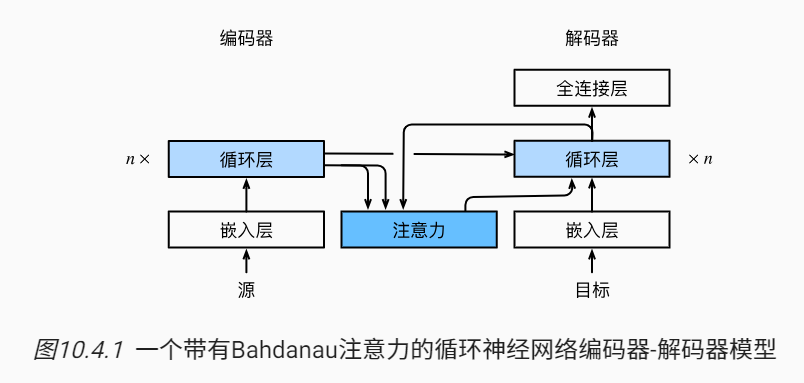 编码器
解码器
全连接层
n × 循环层
循环层 × n
嵌入层
注意力
嵌入层
源
目标
图10.4.1 一个带有Bahdanau注意力的循环神经网络编码器-解码器模型